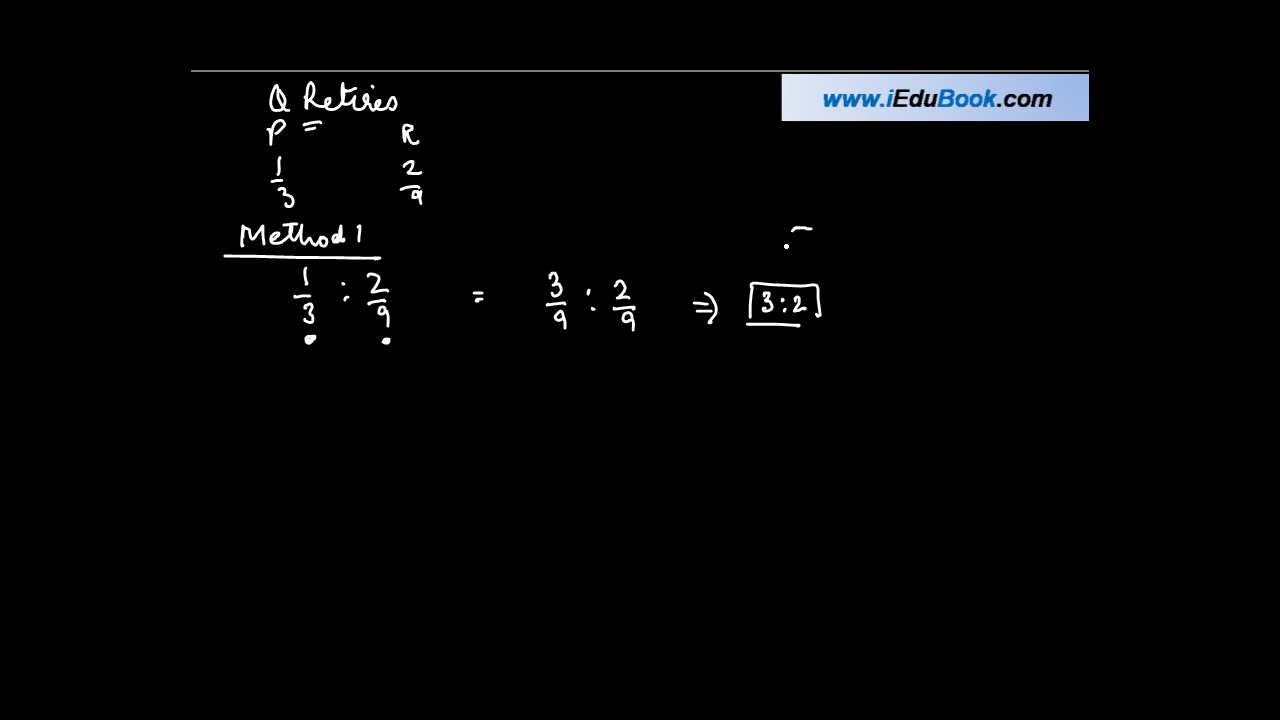 Q Retires
www.iEduBook.com
P R
1/3 2/9
Method 1
1/3 : 2/9 = 3/9 : 2/9 ⇒ 3:2